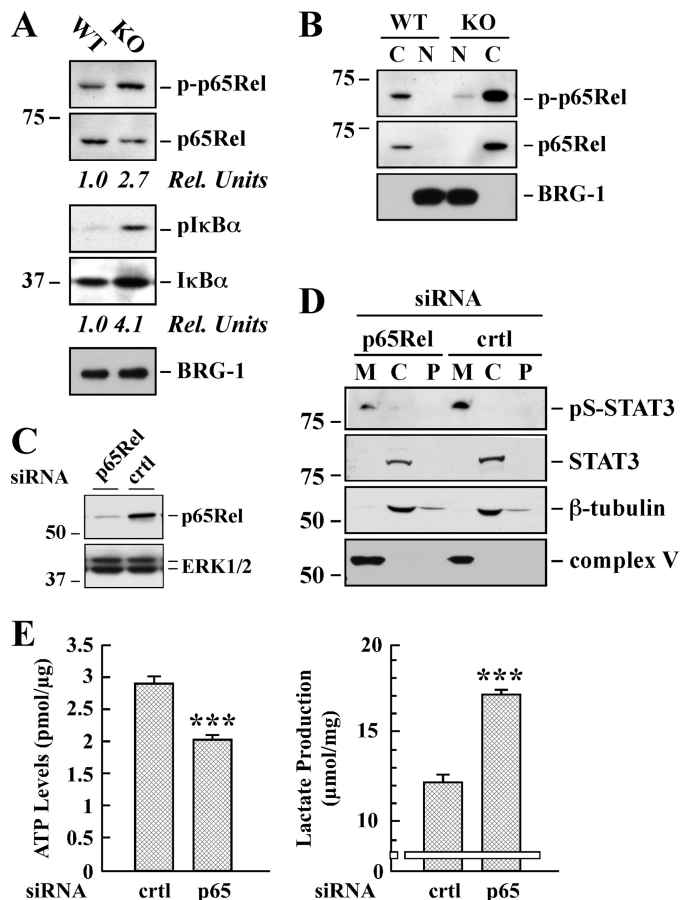 A
WT KO
p-p65Rel
75
p65Rel
1.0 2.7 Rel. Units
pIκBα
37 IκBα
1.0 4.1 Rel. Units
BRG-1
B
WT KO
C N N C
75
p-p65Rel
75
p65Rel
BRG-1
C
siRNA p65Rel crtl
p65Rel
50
ERK1/2
37
D
siRNA
p65Rel crtl
M C P M C P
pS-STAT3
75
STAT3
75
β-tubulin
50
complex V
50
E
ATP Levels (pmol/µg)
3.5
3
2.5
2
1.5
1
0.5
0
***
siRNA crtl p65
Lactate Production
(µmol/mg)
20
15
10
0
***
siRNA crtl p65